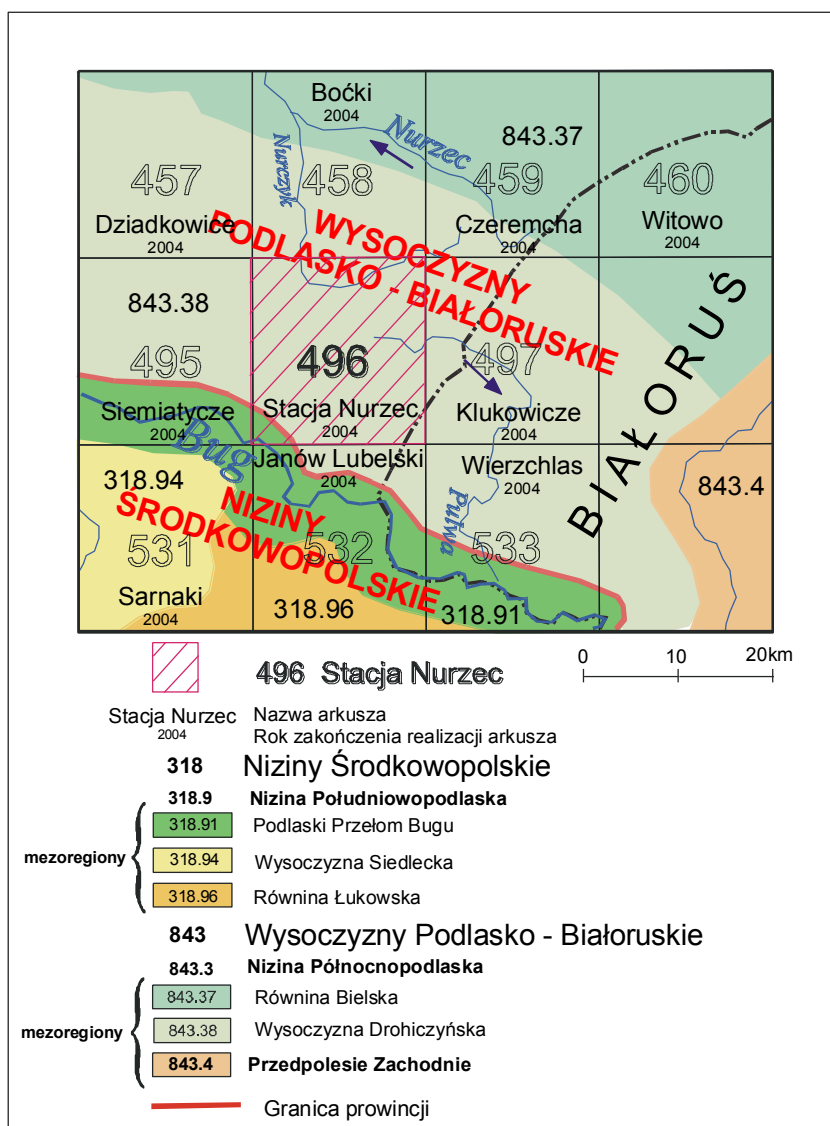 Boćki
2004
Nurzec
843.37
Nurczyk
457
458
459
460
Dziadkowice
2004
Czeremcha
2004
Witowo
2004
WYSOCZYZNY
PODLASKO - BIAŁORUSKIE
843.38
BIAŁORUŚ
495
496
497
Siemiatycze
2004
Stacja Nurzec
2004
Klukowicze
2004
Bug
Janów Lubelski
2004
Wierzchlas
2004
318.94
843.4
NIZINY
ŚRODKOWOPOLSKIE
Pulwa
531
532
533
Sarnaki
2004
318.96
318.91
496 Stacja Nurzec
0 10 20km
Stacja Nurzec Nazwa arkusza
2004 Rok zakończenia realizacji arkusza
318 Niziny Środkowopolskie
318.9 Nizina Południowopodlaska
mezoregiony
318.91 Podlaski Przełom Bugu
318.94 Wysoczyzna Siedlecka
318.96 Równina Łukowska
843 Wysoczyzny Podlasko - Białoruskie
843.3 Nizina Północnopodlaska
mezoregiony
843.37 Równina Bielska
843.38 Wysoczyzna Drohiczyńska
843.4 Przedpolesie Zachodnie
Granica prowincji